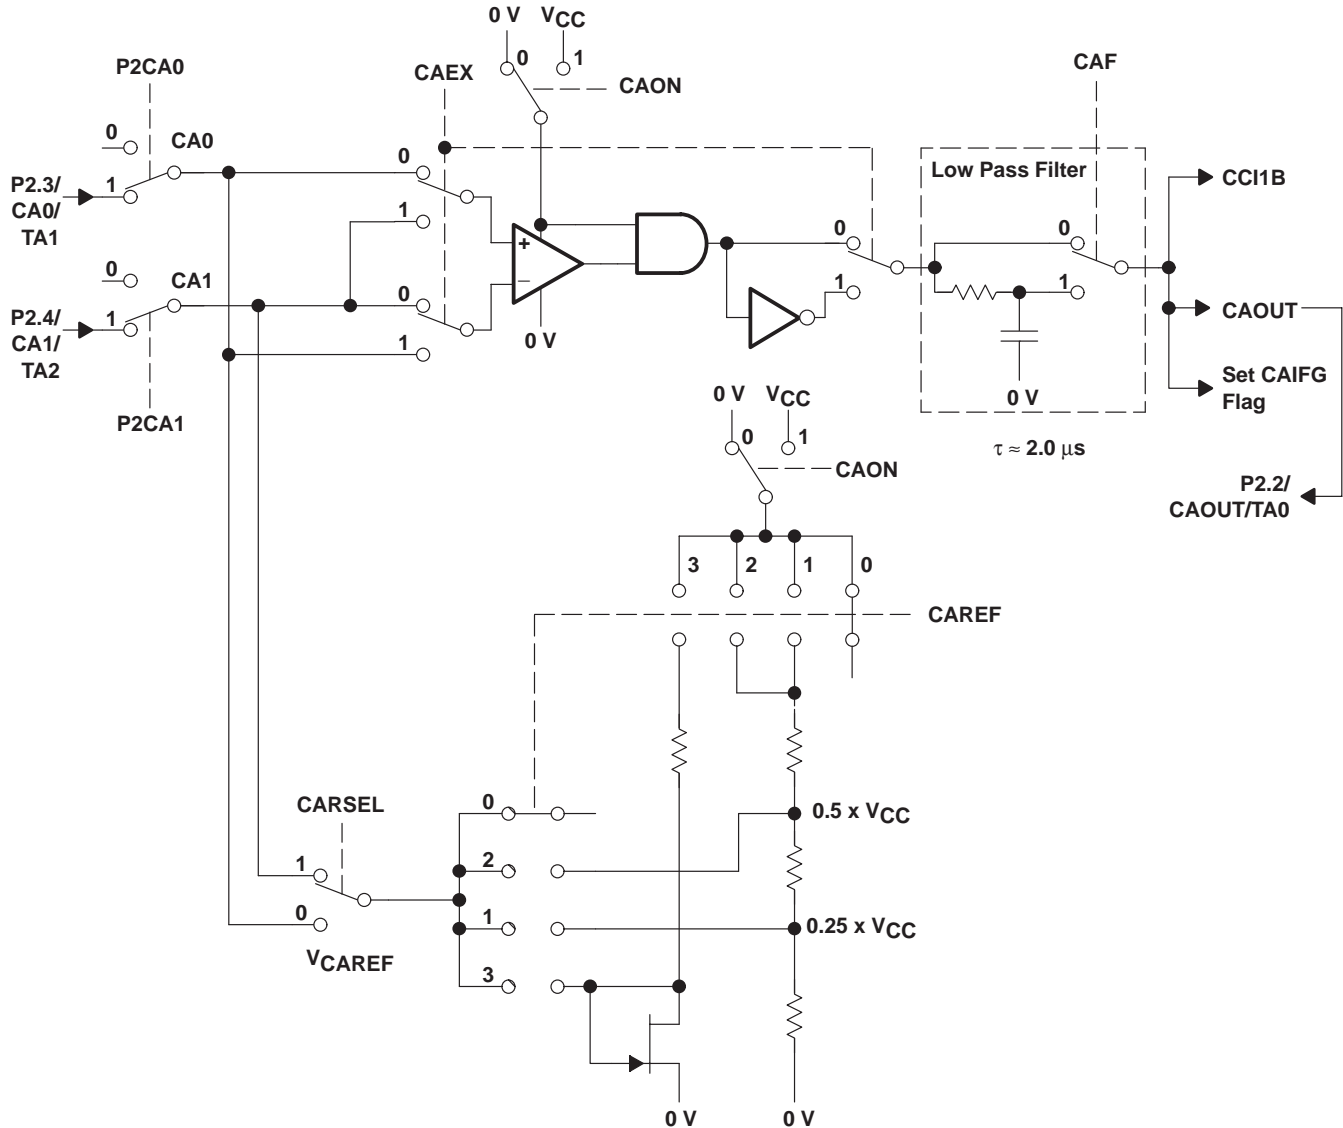 0 V VCC
0 1
CAON
P2CA0
CAEX
CAF
0
CA0
1
P2.3/
CA0/
TA1
0
1
0
CA1
1
P2.4/
CA1/
TA2
0
1
P2CA1
+
–
0 V
0
1
Low Pass Filter
0
1
0 V
τ ≈ 2.0 μs
CCI1B
CAOUT
Set CAIFG
Flag
P2.2/
CAOUT/TA0
0 V VCC
0 1
CAON
3 2 1 0
CAREF
CARSEL
1
0
VCAREF
0
2
1
3
0.5 x VCC
0.25 x VCC
0 V
0 V